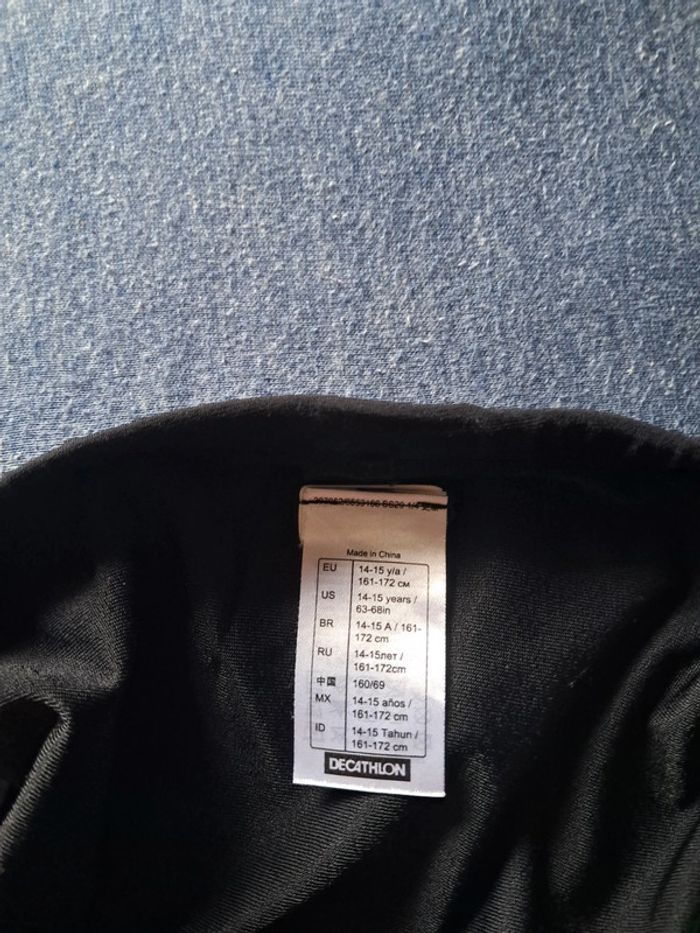 Made in China
EU 14-15 y/a /
161-172 см
US 14-15 years /
63-68in
BR 14-15 A / 161-
172 cm
RU 14-15лет /
161-172cm
中国 160/69
MX 14-15 años /
161-172 cm
ID 14-15 Tahun /
161-172 cm
DECATHLON